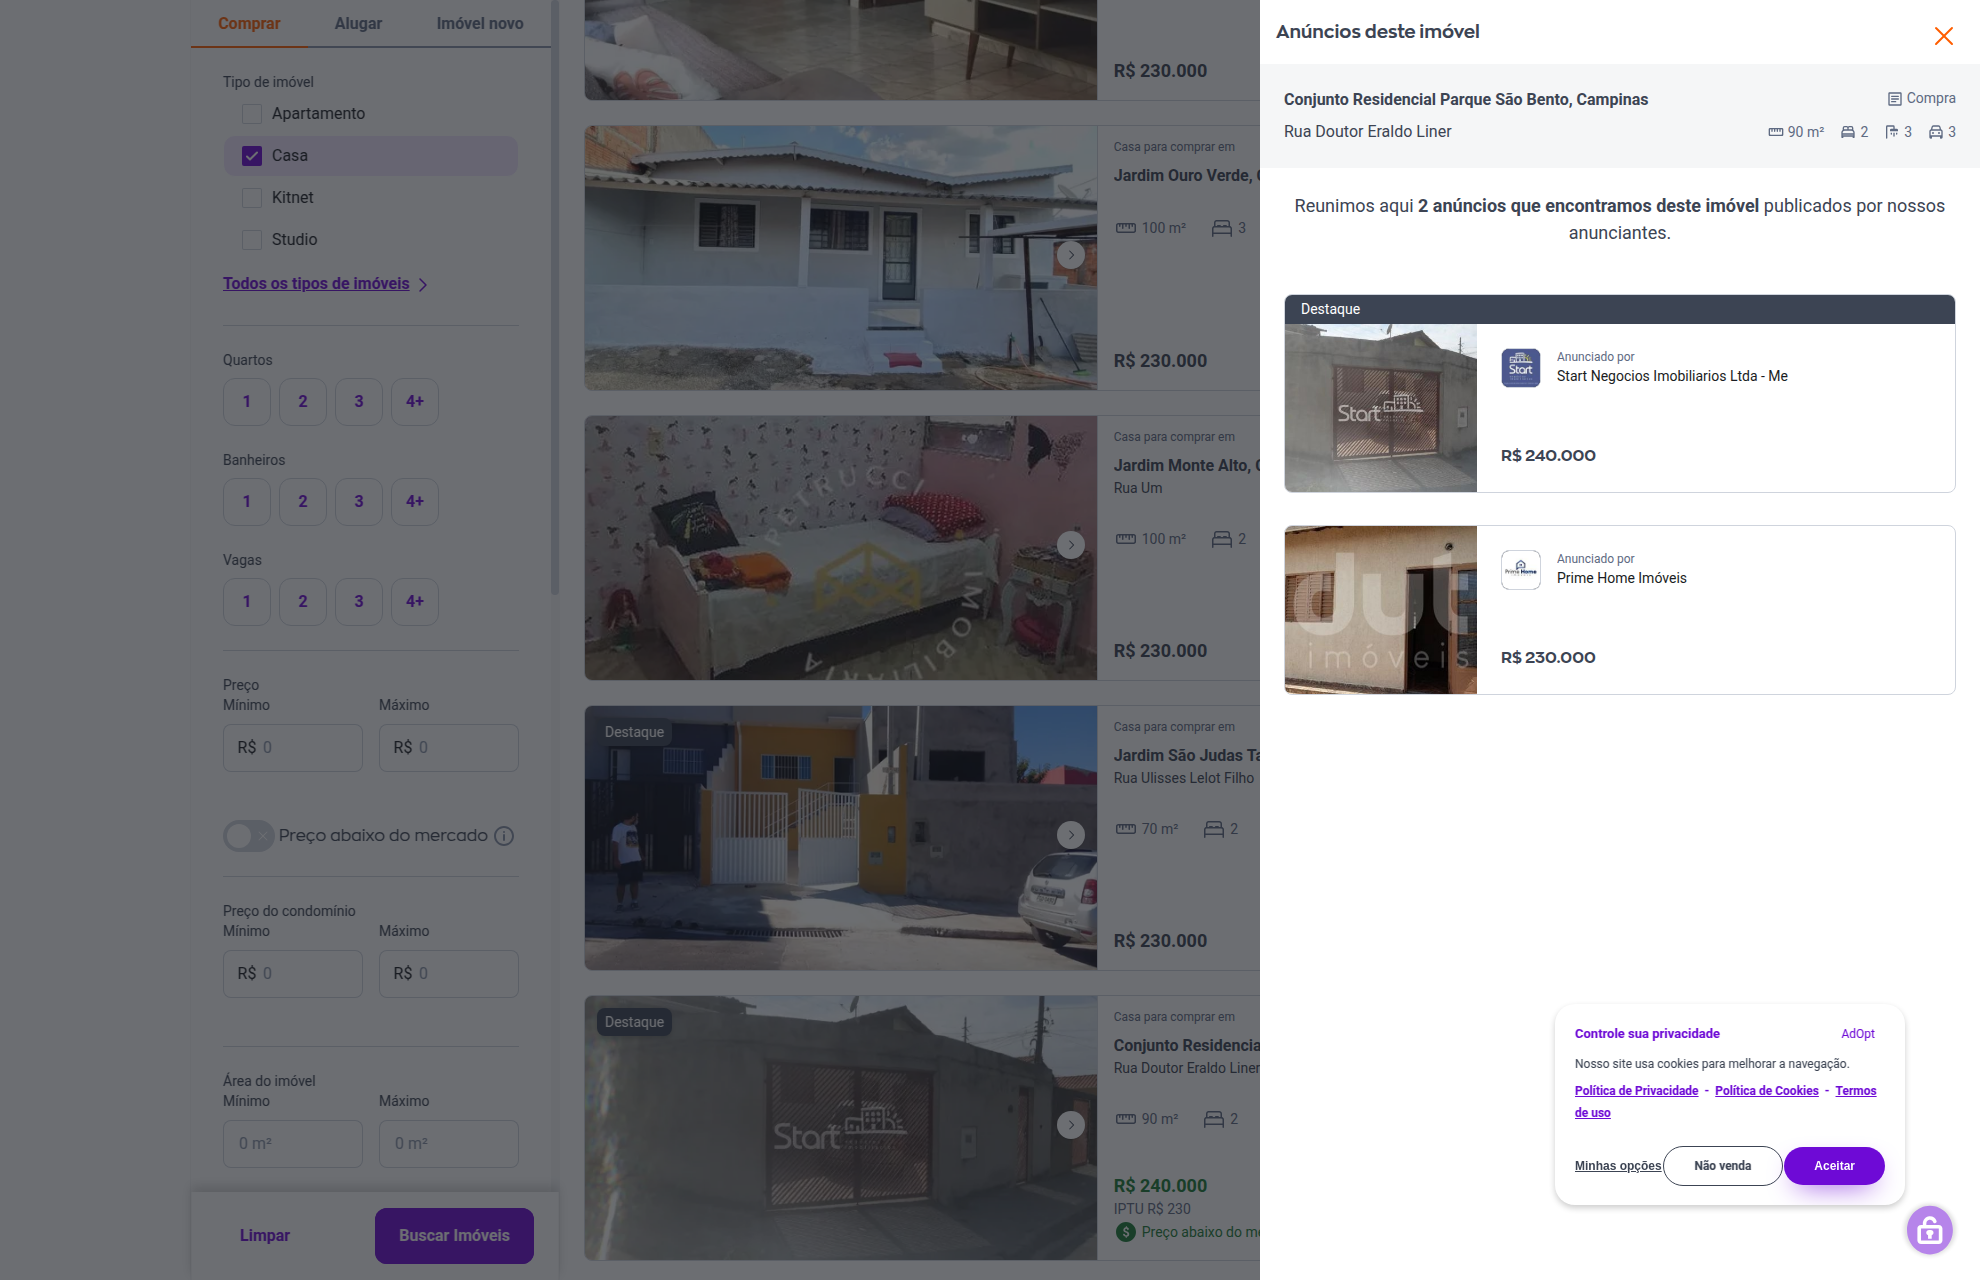 Comprar
Alugar
Imóvel novo
Tipo de imóvel
Apartamento
Casa
Kitnet
Studio
Todos os tipos de imóveis
Quartos
1 2 3 4+
Banheiros
1 2 3 4+
Vagas
1 2 3 4+
Preço
Mínimo Máximo
R$ 0 R$ 0
Preço abaixo do mercado
Preço do condomínio
Mínimo Máximo
R$ 0 R$ 0
Área do imóvel
Mínimo Máximo
0 m² 0 m²
Limpar
Buscar Imóveis
R$ 230.000
Casa para comprar em
Jardim Ouro Verde,
100 m² 3
R$ 230.000
PETRUCCI
IMOBILIÁRIA
Casa para comprar em
Jardim Monte Alto,
Rua Um
100 m² 2
R$ 230.000
Destaque
Casa para comprar em
Jardim São Judas Ta
Rua Ulisses Lelot Filho
70 m² 2
R$ 230.000
Destaque
Start
Casa para comprar em
Conjunto Residencia
Rua Doutor Eraldo Liner
90 m² 2
R$ 240.000
IPTU R$ 230
Preço abaixo do me
Anúncios deste imóvel
Conjunto Residencial Parque São Bento, Campinas
Compra
Rua Doutor Eraldo Liner
90 m² 2 3 3
Reunimos aqui 2 anúncios que encontramos deste imóvel publicados por nossos
anunciantes.
Destaque
Start
Start
Anunciado por
Start Negocios Imobiliarios Ltda - Me
R$ 240.000
imóveis
Prime Home
Anunciado por
Prime Home Imóveis
R$ 230.000
Controle sua privacidade
AdOpt
Nosso site usa cookies para melhorar a navegação.
Política de Privacidade - Política de Cookies - Termos
de uso
Minhas opções
Não venda
Aceitar